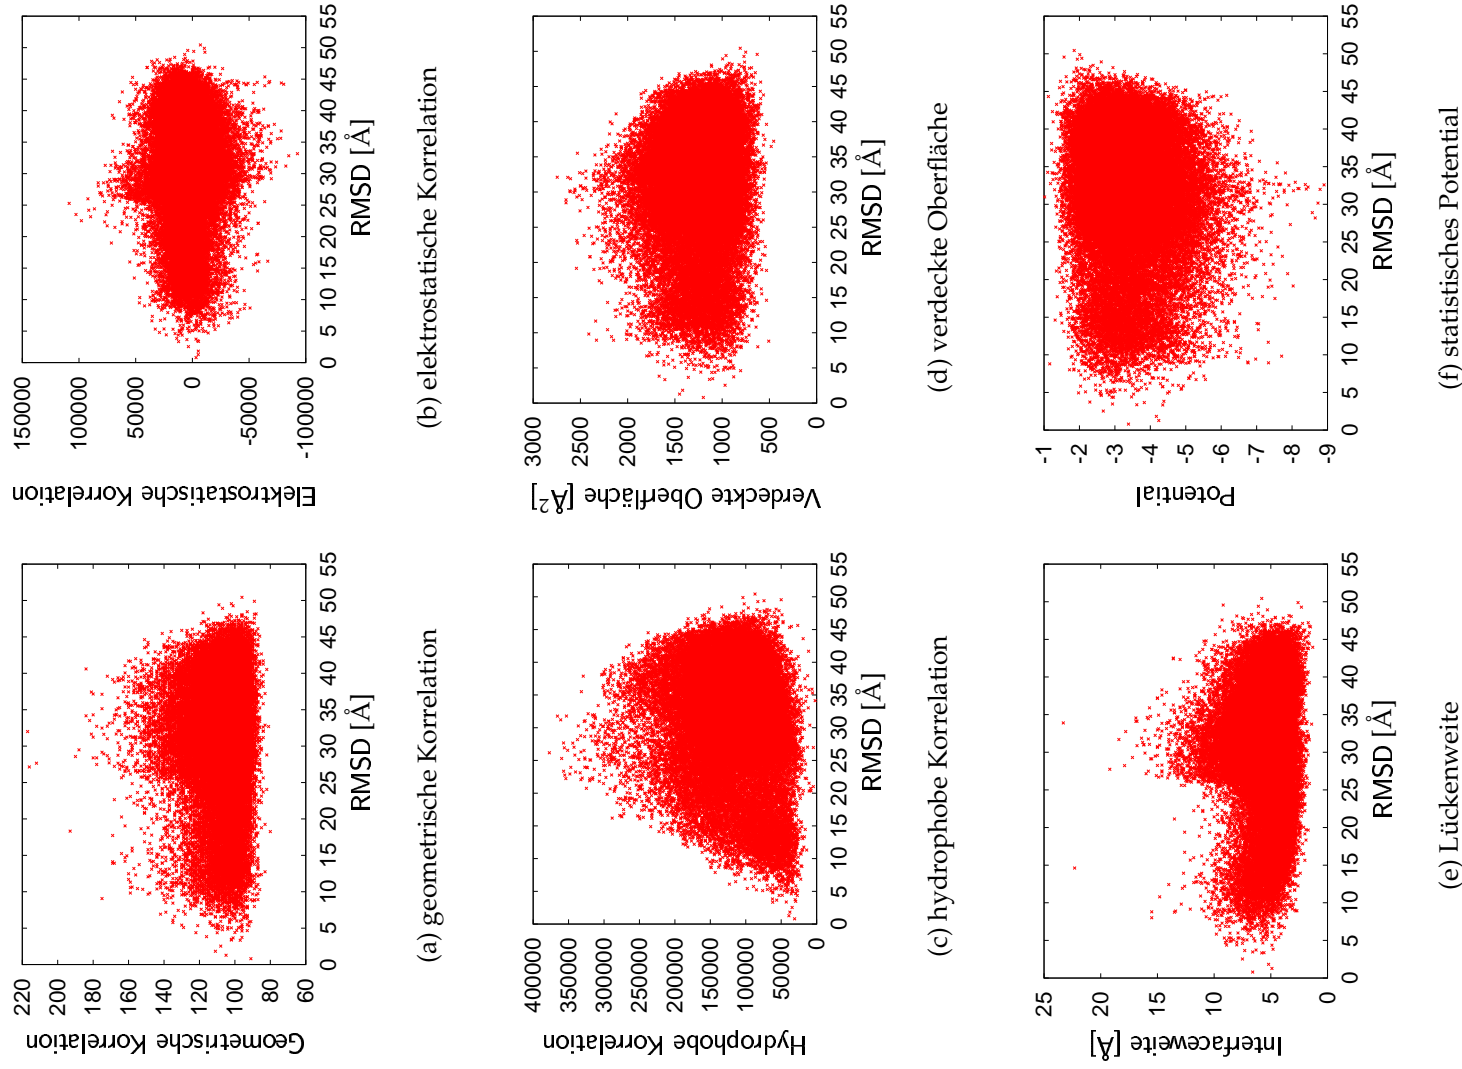 Geometrische Korrelation
220
200
180
160
140
120
100
80
60
0 5 10 15 20 25 30 35 40 45 50 55
RMSD [Å]
(a) geometrische Korrelation
Elektrostatische Korrelation
150000
100000
50000
0
-50000
-100000
0 5 10 15 20 25 30 35 40 45 50 55
RMSD [Å]
(b) elektrostatische Korrelation
Hydrophobe Korrelation
400000
350000
300000
250000
200000
150000
100000
50000
0
0 5 10 15 20 25 30 35 40 45 50 55
RMSD [Å]
(c) hydrophobe Korrelation
Verdeckte Oberfläche [Å²]
3000
2500
2000
1500
1000
500
0
0 5 10 15 20 25 30 35 40 45 50 55
RMSD [Å]
(d) verdeckte Oberfläche
Interfaceweite [Å]
25
20
15
10
5
0
0 5 10 15 20 25 30 35 40 45 50 55
RMSD [Å]
(e) Lückenweite
Potential
-1
-2
-3
-4
-5
-6
-7
-8
-9
0 5 10 15 20 25 30 35 40 45 50 55
RMSD [Å]
(f) statistisches Potential